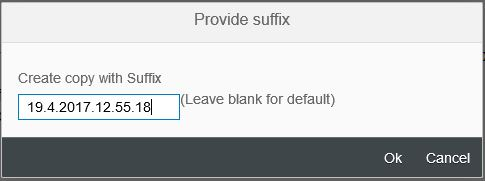 Provide suffix
Create copy with Suffix
19.4.2017.12.55.18 (Leave blank for default)
Ok Cancel